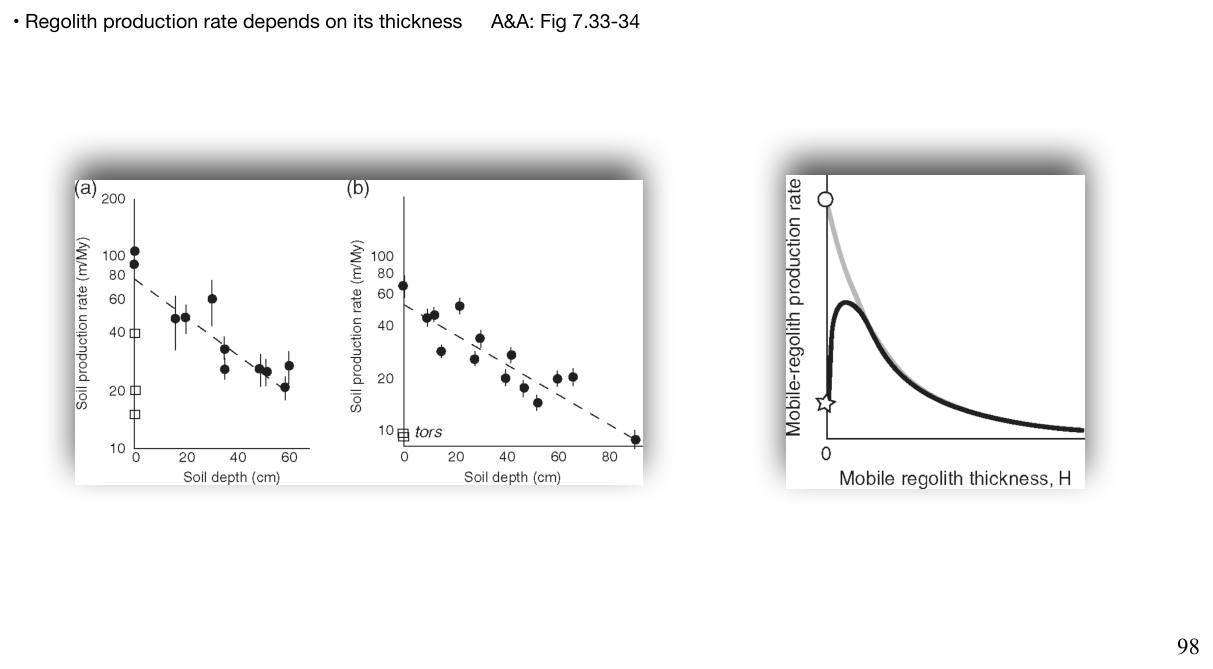 • Regolith production rate depends on its thickness A&A: Fig 7.33-34
(a)
200
100
80
60
40
20
10
0 20 40 60
Soil depth (cm)
Soil production rate (m/My)
(b)
100
80
60
40
20
10
tors
0 20 40 60 80
Soil depth (cm)
Soil production rate (m/My)
Mobile-regolith production rate
0
Mobile regolith thickness, H
98